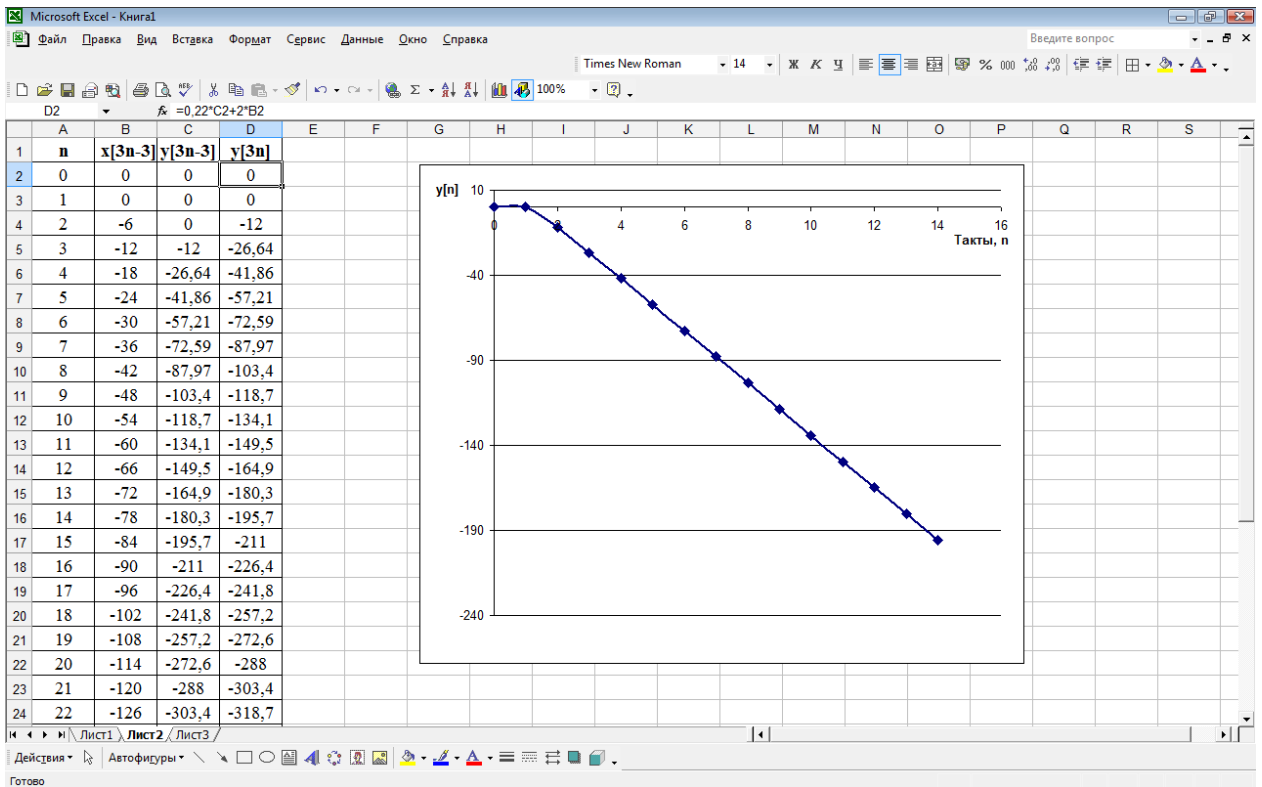 Microsoft Excel - Книга1
Файл Правка Вид Вставка Формат Сервис Данные Окно Справка Введите вопрос
Times New Roman 14 Ж К Ч % 000
100%
D2 fx =0,22*C2+2*B2
A B C D E F G H I J K L M N O P Q R S
1 n x[3n-3] y[3n-3] y[3n]
2 0 0 0 0
3 1 0 0 0
4 2 -6 0 -12
5 3 -12 -12 -26,64
6 4 -18 -26,64 -41,86
7 5 -24 -41,86 -57,21
8 6 -30 -57,21 -72,59
9 7 -36 -72,59 -87,97
10 8 -42 -87,97 -103,4
11 9 -48 -103,4 -118,7
12 10 -54 -118,7 -134,1
13 11 -60 -134,1 -149,5
14 12 -66 -149,5 -164,9
15 13 -72 -164,9 -180,3
16 14 -78 -180,3 -195,7
17 15 -84 -195,7 -211
18 16 -90 -211 -226,4
19 17 -96 -226,4 -241,8
20 18 -102 -241,8 -257,2
21 19 -108 -257,2 -272,6
22 20 -114 -272,6 -288
23 21 -120 -288 -303,4
24 22 -126 -303,4 -318,7
y[n] 10
0 2 4 6 8 10 12 14 16
Такты, n
-40
-90
-140
-190
-240
Лист1 Лист2 Лист3
Действия Автофигуры
Готово